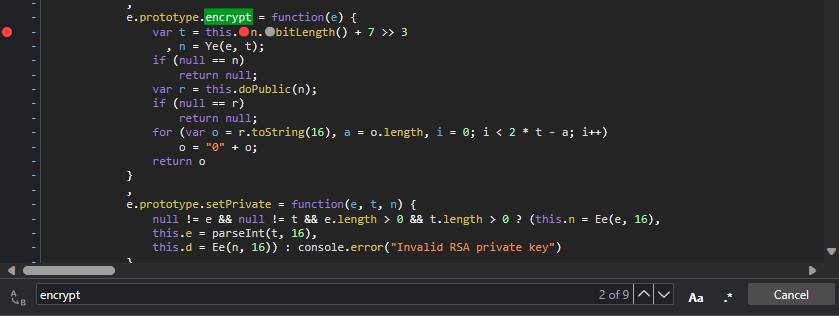 ,
e.prototype.encrypt = function(e) {
var t = this.n.bitLength() + 7 >> 3
, n = Ye(e, t);
if (null == n)
return null;
var r = this.doPublic(n);
if (null == r)
return null;
for (var o = r.toString(16), a = o.length, i = 0; i < 2 * t - a; i++)
o = "0" + o;
return o
}
,
e.prototype.setPrivate = function(e, t, n) {
null != e && null != t && e.length > 0 && t.length > 0 ? (this.n = Ee(e, 16),
this.e = parseInt(t, 16),
this.d = Ee(n, 16)) : console.error("Invalid RSA private key")
}
A B encrypt 2 of 9 Aa .* Cancel